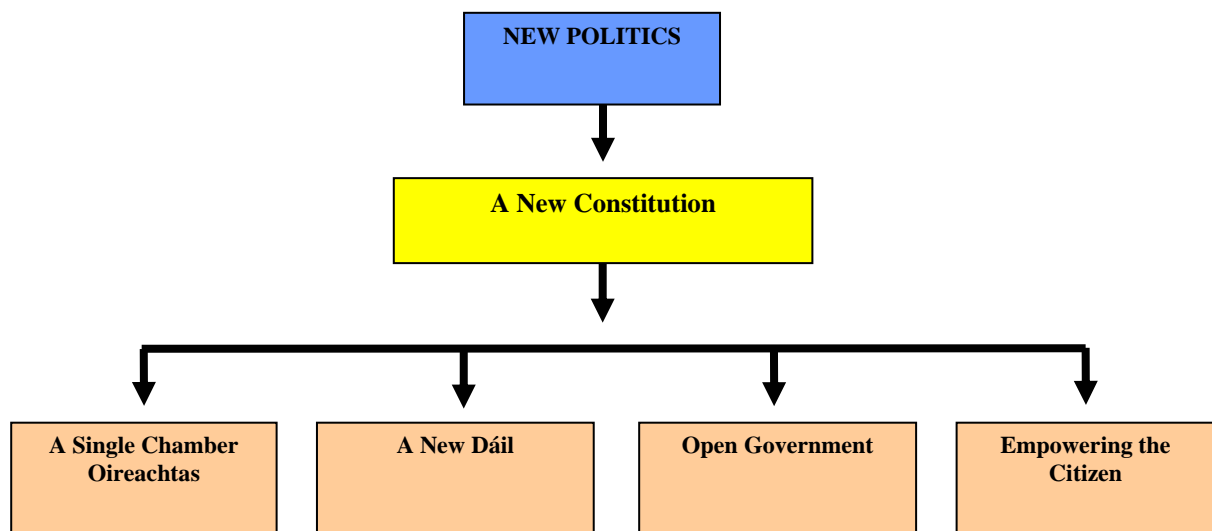 NEW POLITICS
A New Constitution
A Single Chamber
Oireachtas
A New Dáil
Open Government
Empowering the
Citizen